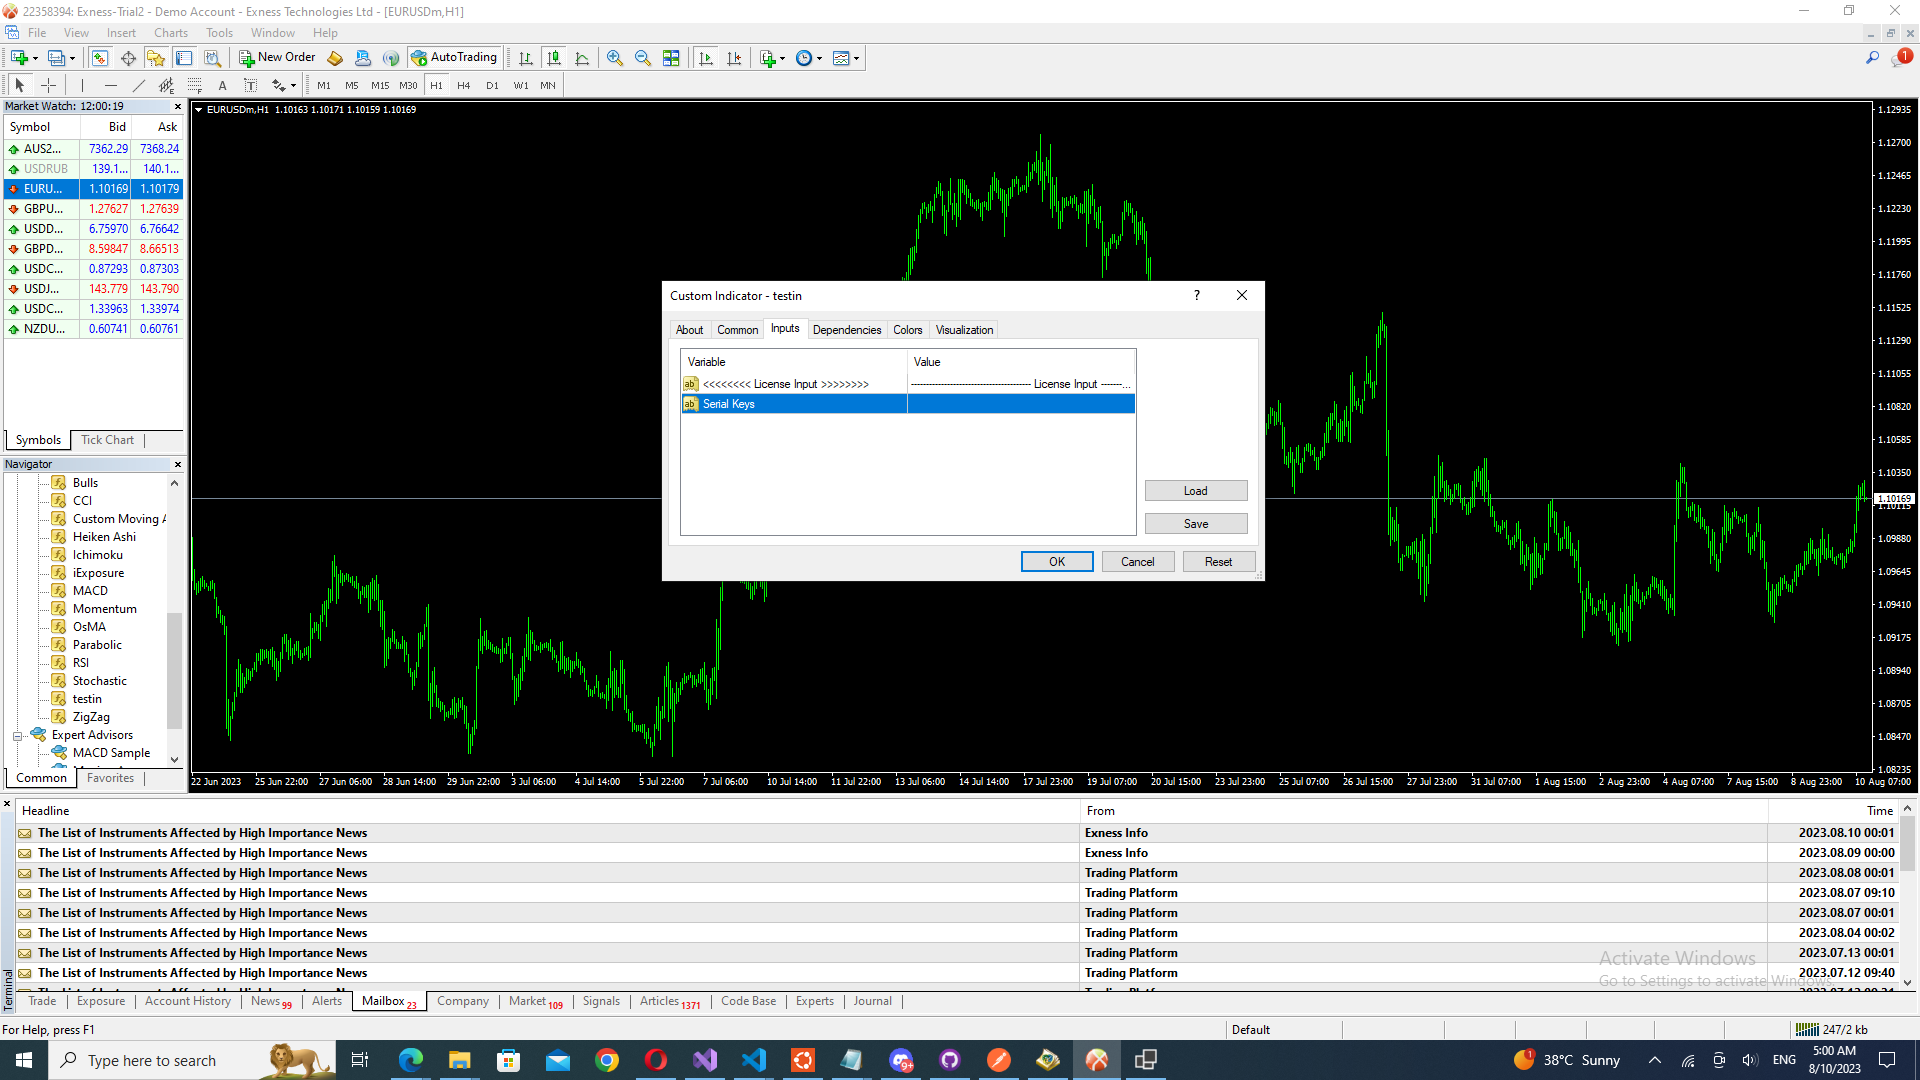 22358394: Exness-Trial2 - Demo Account - Exness Technologies Ltd - [EURUSDm,H1]
File View Insert Charts Tools Window Help
New Order AutoTrading 1
A T M1 M5 M15 M30 H1 H4 D1 W1 MN
Market Watch: 12:00:19
Symbol Bid Ask
AUS2... 7362.29 7368.24
USDRUB 139.1... 140.1...
EURU... 1.10169 1.10179
GBPU... 1.27627 1.27639
USDD... 6.75970 6.76642
GBPD... 8.59847 8.66513
USDC... 0.87293 0.87303
USDJ... 143.779 143.790
USDC... 1.33963 1.33974
NZDU... 0.60741 0.60761
Symbols Tick Chart
Navigator
Bulls
CCI
Custom Moving A
Heiken Ashi
Ichimoku
iExposure
MACD
Momentum
OsMA
Parabolic
RSI
Stochastic
testin
ZigZag
Expert Advisors
MACD Sample
Common Favorites
EURUSDm,H1 1.10163 1.10171 1.10159 1.10169
1.12935
1.12700
1.12465
1.12230
1.11995
1.11760
1.11525
1.11290
1.11055
1.10820
1.10585
1.10350
1.10169
1.10115
1.09880
1.09645
1.09410
1.09175
1.08940
1.08705
1.08470
1.08235
22 Jun 2023 25 Jun 22:00 27 Jun 06:00 28 Jun 14:00 29 Jun 22:00 3 Jul 06:00 4 Jul 14:00 5 Jul 22:00 7 Jul 06:00 10 Jul 14:00 11 Jul 22:00 13 Jul 06:00 14 Jul 14:00 17 Jul 23:00 19 Jul 07:00 20 Jul 15:00 23 Jul 23:00 25 Jul 07:00 26 Jul 15:00 27 Jul 23:00 31 Jul 07:00 1 Aug 15:00 2 Aug 23:00 4 Aug 07:00 7 Aug 15:00 8 Aug 23:00 10 Aug 07:00
Custom Indicator - testin ?
About Common Inputs Dependencies Colors Visualization
Variable Value
ab <<<<<<<< License Input >>>>>>>> ---------------------------------------- License Input -------...
ab Serial Keys
Load
Save
OK Cancel Reset
Headline From Time
The List of Instruments Affected by High Importance News Exness Info 2023.08.10 00:01
The List of Instruments Affected by High Importance News Exness Info 2023.08.09 00:00
The List of Instruments Affected by High Importance News Trading Platform 2023.08.08 00:01
The List of Instruments Affected by High Importance News Trading Platform 2023.08.07 09:10
The List of Instruments Affected by High Importance News Trading Platform 2023.08.07 00:01
The List of Instruments Affected by High Importance News Trading Platform 2023.08.04 00:02
The List of Instruments Affected by High Importance News Trading Platform 2023.07.13 00:01
The List of Instruments Affected by High Importance News Trading Platform 2023.07.12 09:40
Activate Windows
Go to Settings to activate Windows.
Terminal
Trade Exposure Account History News 99 Alerts Mailbox 23 Company Market 109 Signals Articles 1371 Code Base Experts Journal
For Help, press F1 Default 247/2 kb
Type here to search 9+ 1 38°C Sunny ENG 5:00 AM
8/10/2023